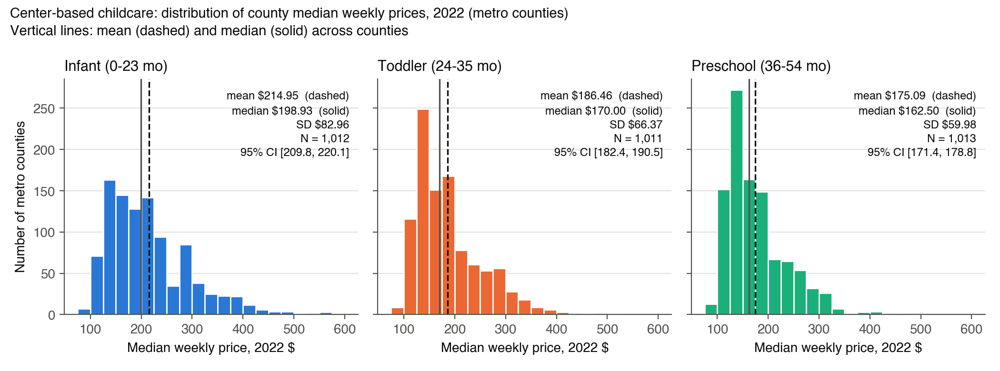 Center-based childcare: distribution of county median weekly prices, 2022 (metro counties)
Vertical lines: mean (dashed) and median (solid) across counties
Infant (0-23 mo)
mean $214.95 (dashed)
median $198.93 (solid)
SD $82.96
N = 1,012
95% CI [209.8, 220.1]
Number of metro counties
250
200
150
100
50
0
100 200 300 400 500 600
Median weekly price, 2022 $
Toddler (24-35 mo)
mean $186.46 (dashed)
median $170.00 (solid)
SD $66.37
N = 1,011
95% CI [182.4, 190.5]
100 200 300 400 500 600
Median weekly price, 2022 $
Preschool (36-54 mo)
mean $175.09 (dashed)
median $162.50 (solid)
SD $59.98
N = 1,013
95% CI [171.4, 178.8]
100 200 300 400 500 600
Median weekly price, 2022 $